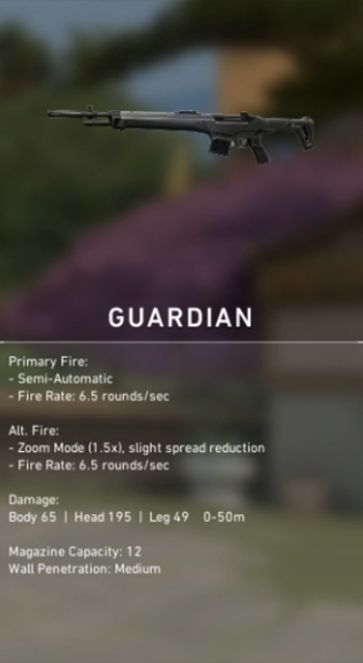 GUARDIAN
Primary Fire:
- Semi-Automatic
- Fire Rate: 6.5 rounds/sec
Alt. Fire:
- Zoom Mode (1.5x), slight spread reduction
- Fire Rate: 6.5 rounds/sec
Damage:
Body 65 | Head 195 | Leg 49 0-50m
Magazine Capacity: 12
Wall Penetration: Medium